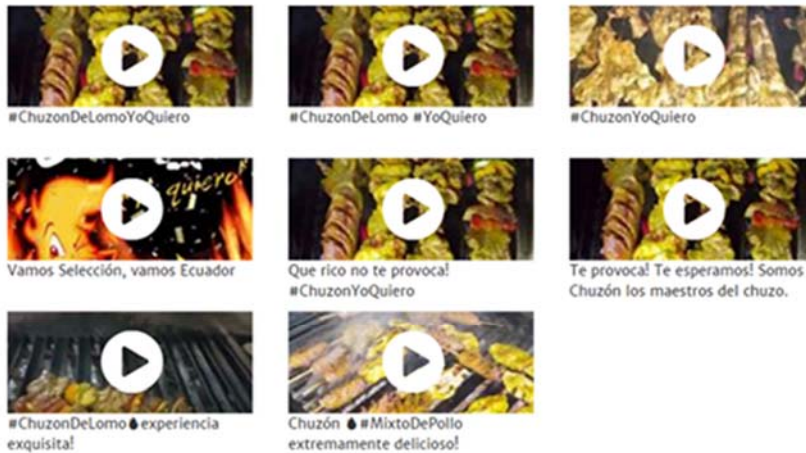 #ChuzonDeLomoYoQuiero
#ChuzonDeLomo #YoQuiero
#ChuzonYoQuiero
quiero!
Vamos Selección, vamos Ecuador
Que rico no te provoca!
#ChuzonYoQuiero
Te provoca! Te esperamos! Somos
Chuzón los maestros del chuzo.
#ChuzonDeLomo💧experiencia
exquisita!
Chuzón 💧#MixtoDePollo
extremamente delicioso!